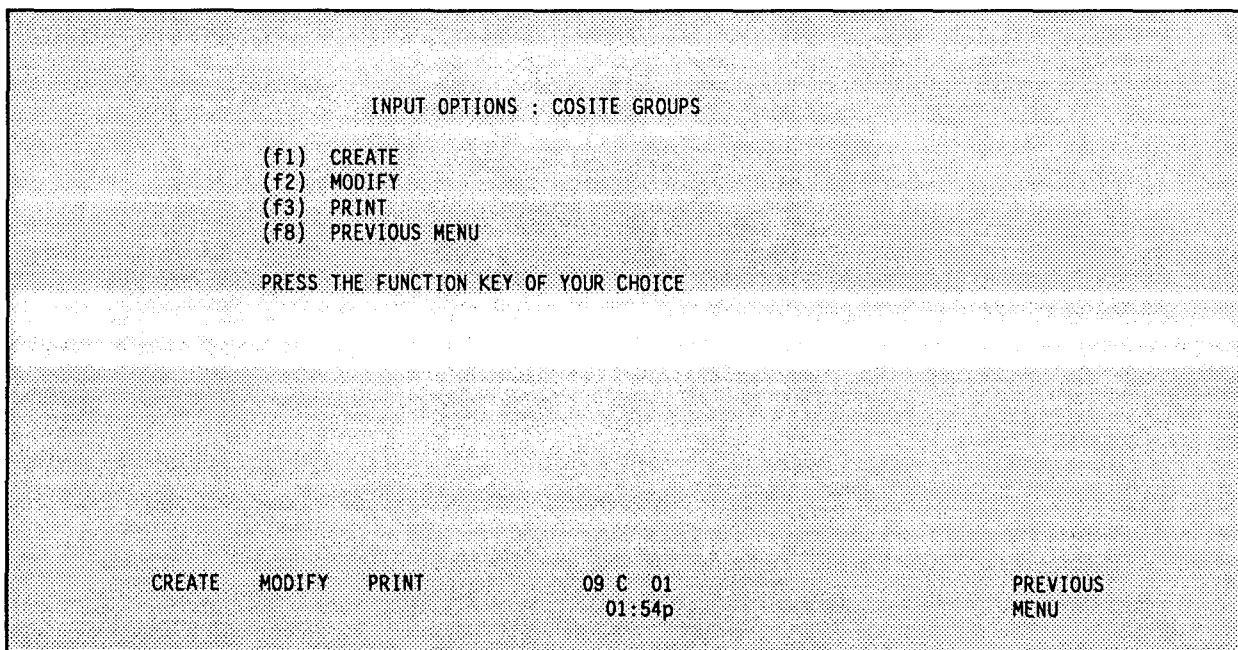 INPUT OPTIONS : COSITE GROUPS
(f1) CREATE
(f2) MODIFY
(f3) PRINT
(f8) PREVIOUS MENU
PRESS THE FUNCTION KEY OF YOUR CHOICE
CREATE MODIFY PRINT 09 C 01 PREVIOUS
01:54p MENU